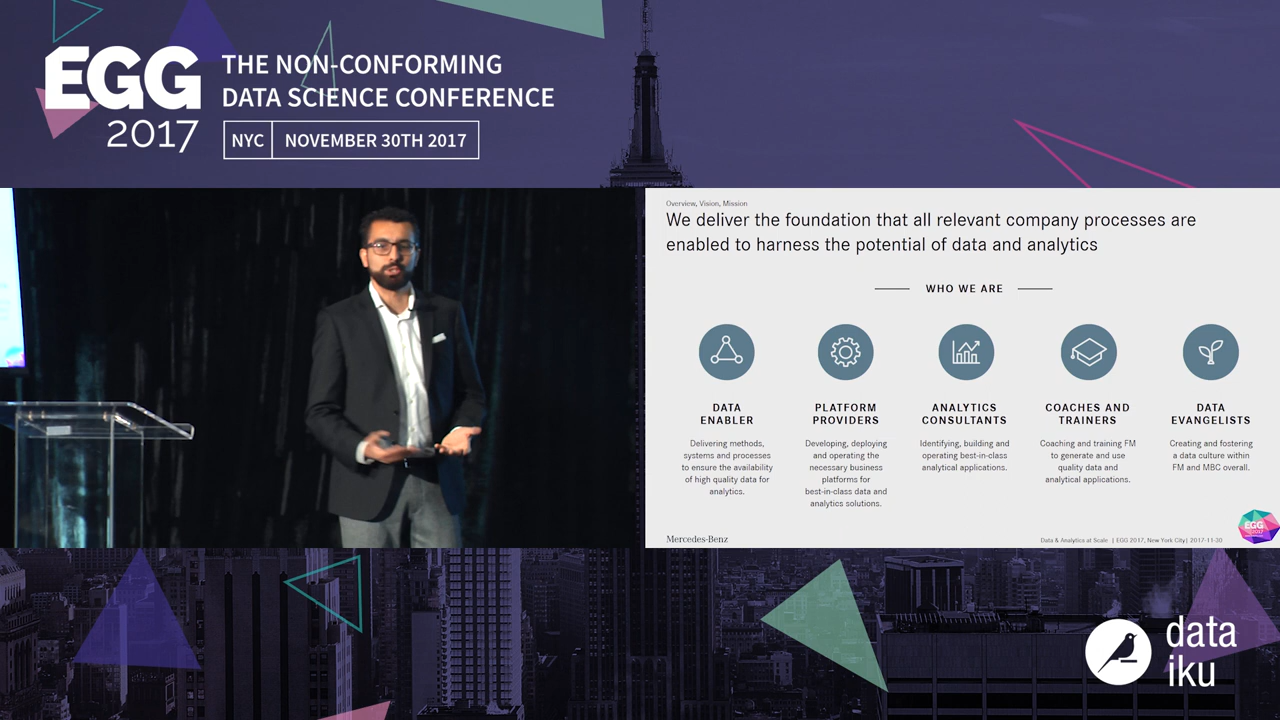 EGG
2017
THE NON-CONFORMING
DATA SCIENCE CONFERENCE
NYC
NOVEMBER 30TH 2017
Overview, Vision, Mission
We deliver the foundation that all relevant company processes are
enabled to harness the potential of data and analytics
WHO WE ARE
DATA
ENABLER
Delivering methods,
systems and processes
to ensure the availability
of high quality data for
analytics.
PLATFORM
PROVIDERS
Developing, deploying
and operating the
necessary business
platforms for
best-in-class data and
analytics solutions.
ANALYTICS
CONSULTANTS
Identifying, building and
operating best-in-class
analytical applications.
COACHES AND
TRAINERS
Coaching and training FM
to generate and use
quality data and
analytical applications.
DATA
EVANGELISTS
Creating and fostering
a data culture within
FM and MBC overall.
Mercedes-Benz
Data & Analytics at Scale | EGG 2017, New York City | 2017-11-30
EGG
2017
data
iku